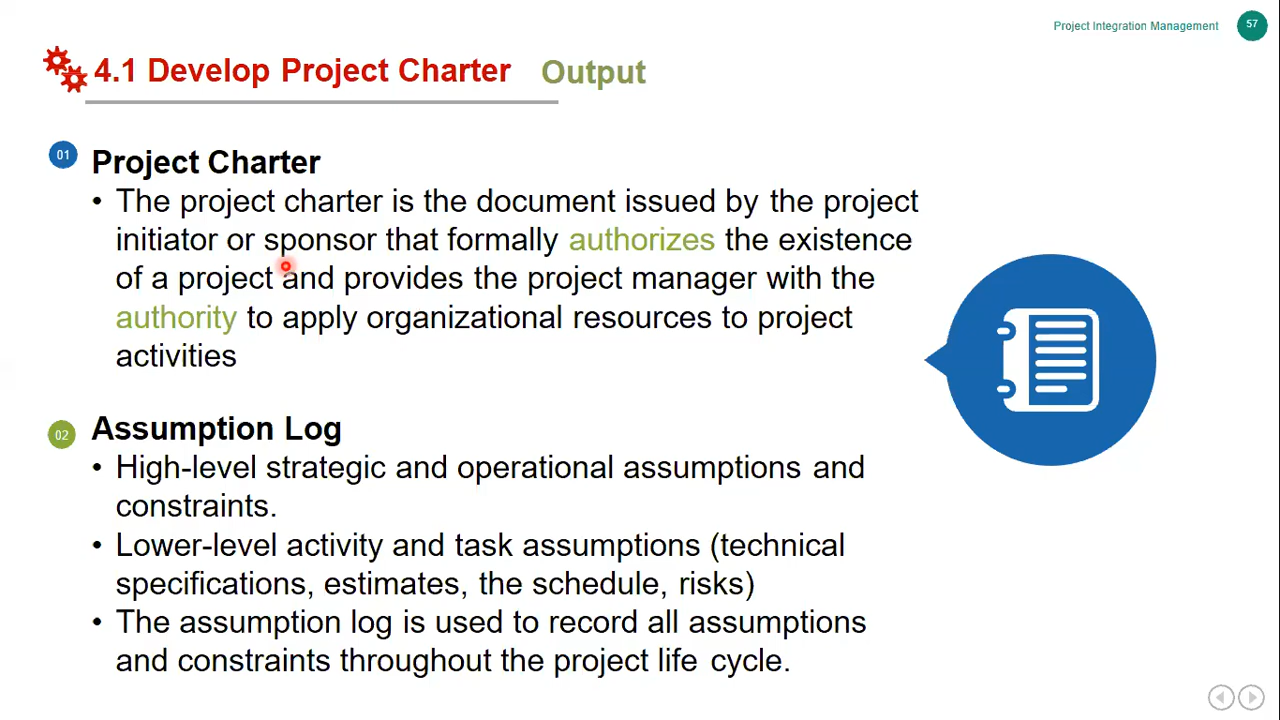 Project Integration Management
57
4.1 Develop Project Charter Output
01
Project Charter
• The project charter is the document issued by the project
initiator or sponsor that formally authorizes the existence
of a project and provides the project manager with the
authority to apply organizational resources to project
activities
02
Assumption Log
• High-level strategic and operational assumptions and
constraints.
• Lower-level activity and task assumptions (technical
specifications, estimates, the schedule, risks)
• The assumption log is used to record all assumptions
and constraints throughout the project life cycle.